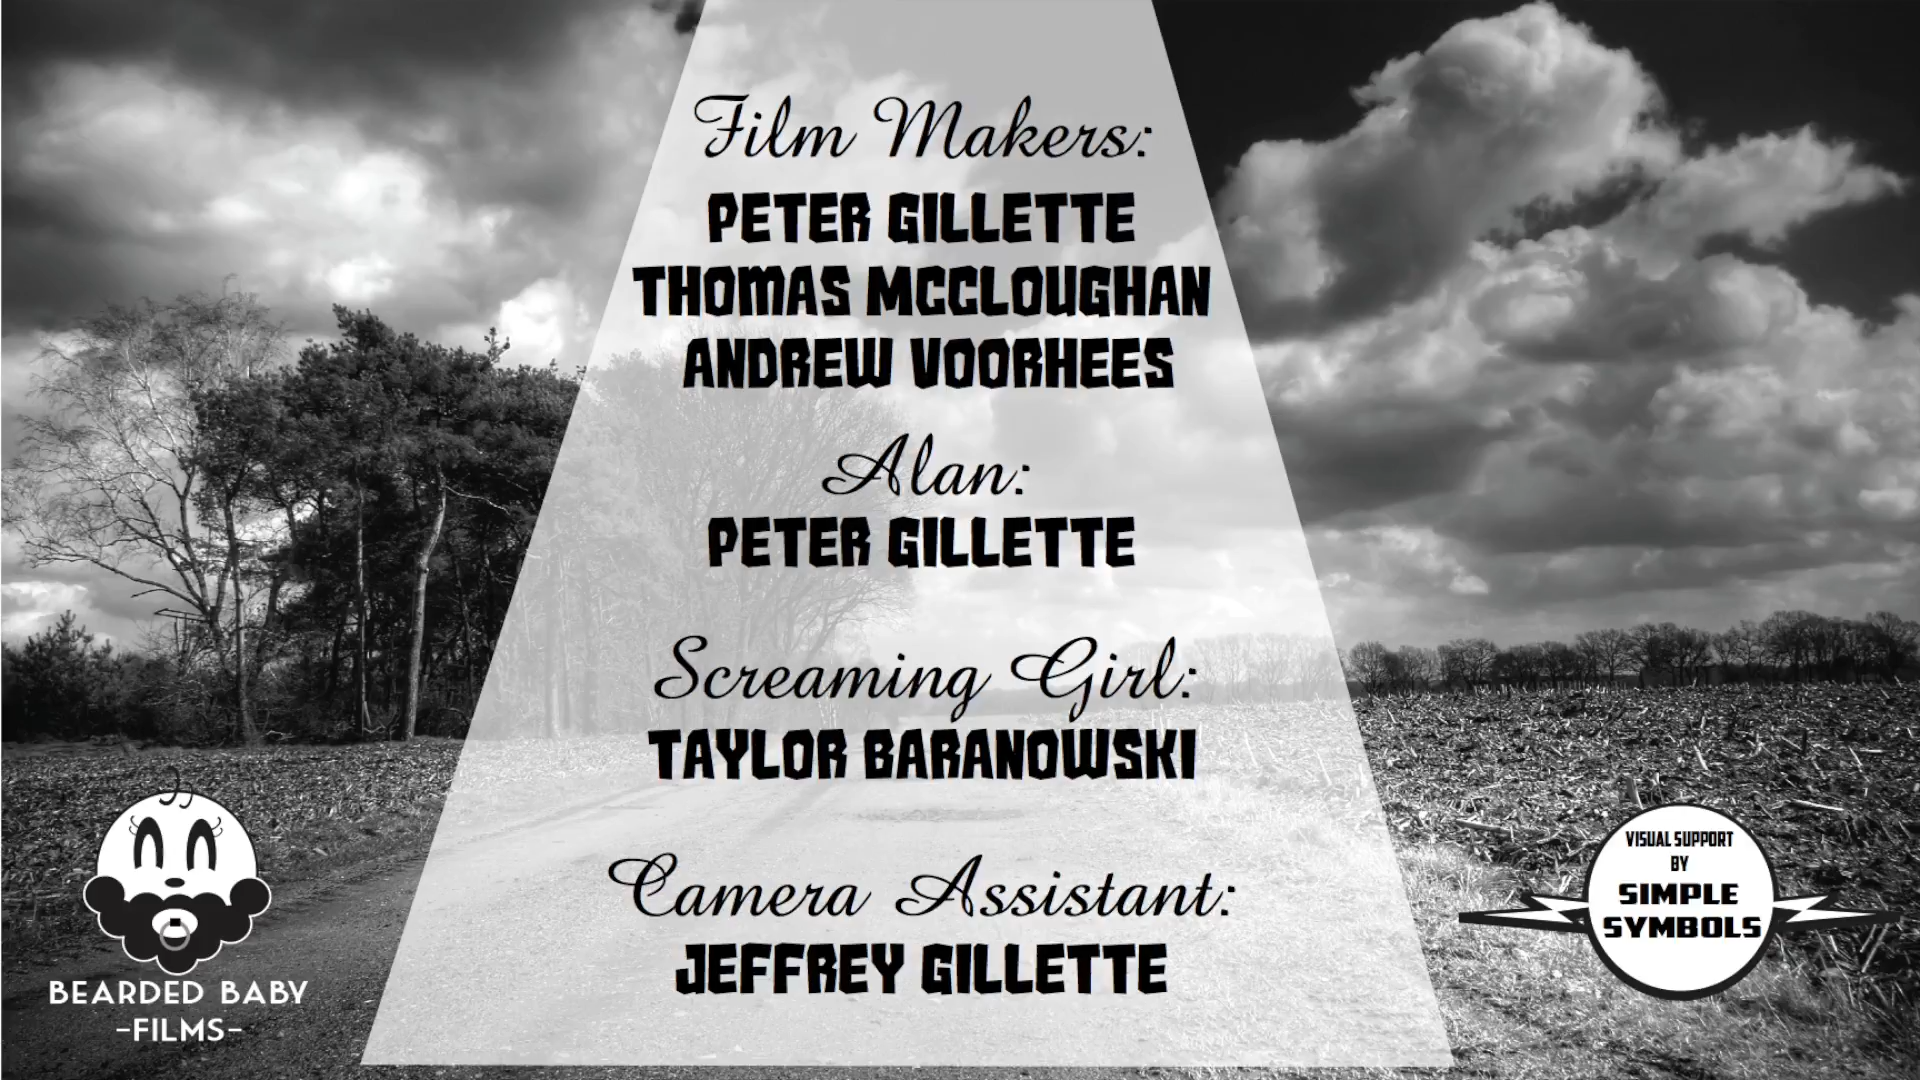 Film Makers:
PETER GILLETTE
THOMAS MCCLOUGHAN
ANDREW VOORHEES
Alan:
PETER GILLETTE
Screaming Girl:
TAYLOR BARANOWSKI
Camera Assistant:
JEFFREY GILLETTE
BEARDED BABY
-FILMS-
VISUAL SUPPORT
BY
SIMPLE
SYMBOLS